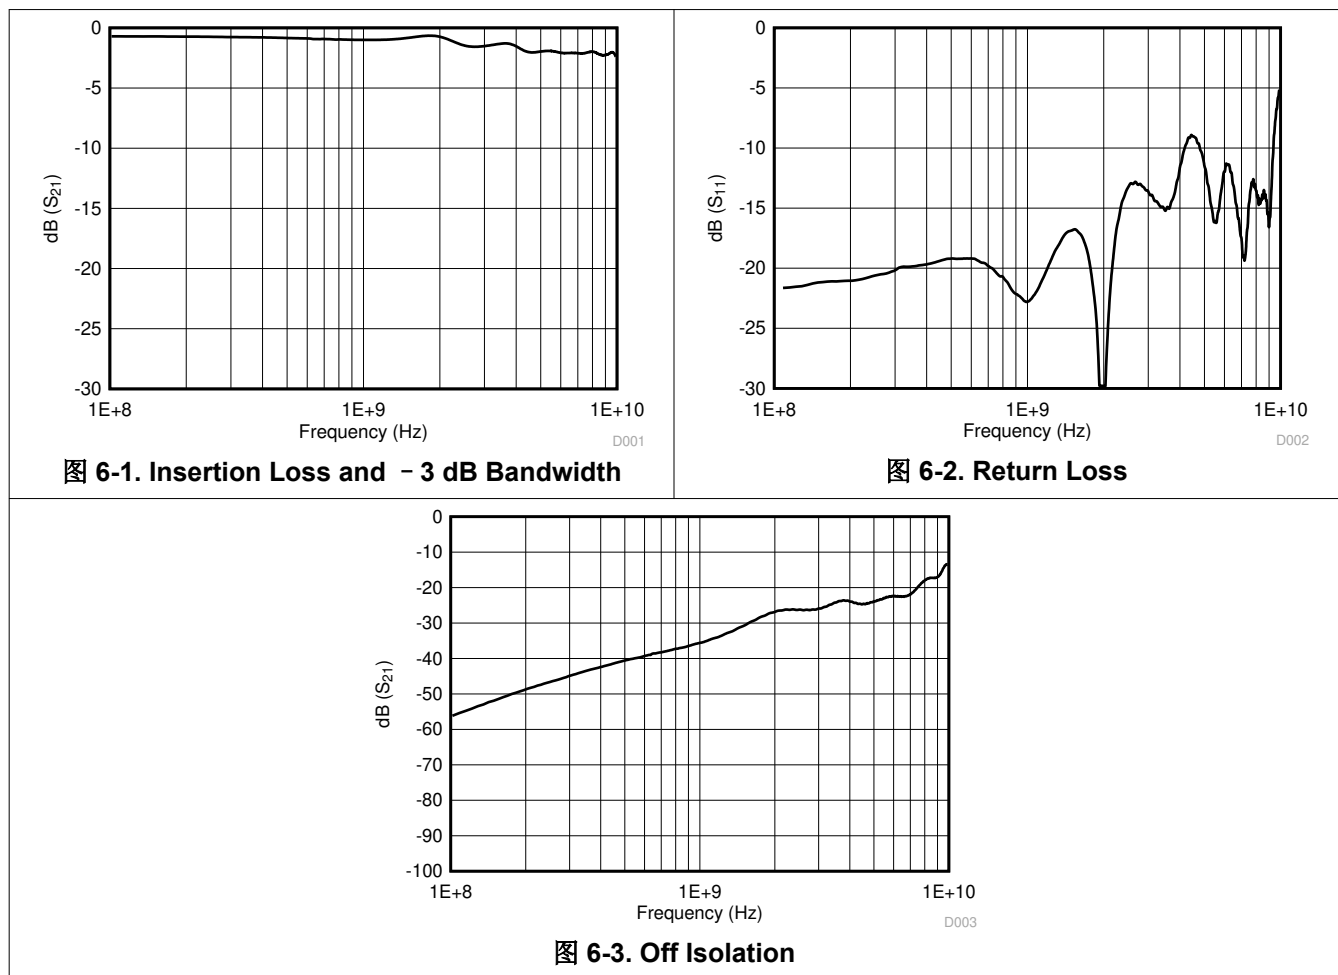 0
-5
-10
-15
-20
-25
-30
dB (S21)
1E+8 1E+9 1E+10
Frequency (Hz)
D001
图 6-1. Insertion Loss and －3 dB Bandwidth
0
-5
-10
-15
-20
-25
-30
dB (S11)
1E+8 1E+9 1E+10
Frequency (Hz)
D002
图 6-2. Return Loss
0
-10
-20
-30
-40
-50
-60
-70
-80
-90
-100
dB (S21)
1E+8 1E+9 1E+10
Frequency (Hz)
D003
图 6-3. Off Isolation